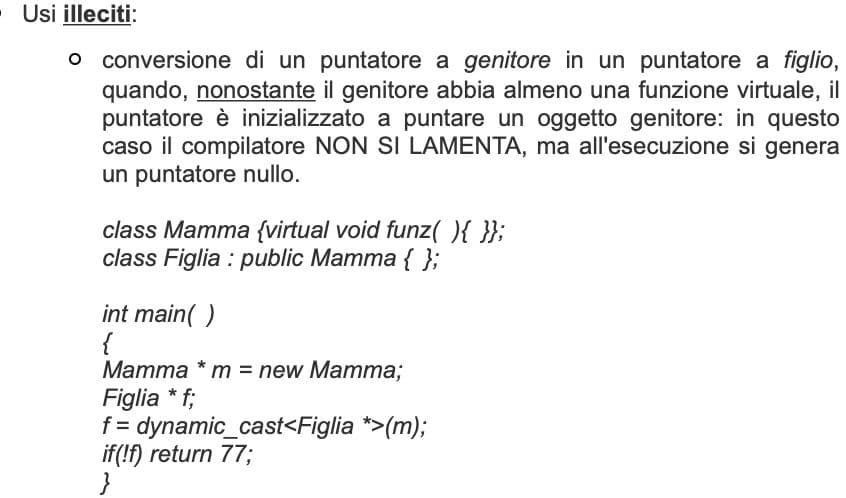 Usi illeciti:
o conversione di un puntatore a genitore in un puntatore a figlio,
quando, nonostante il genitore abbia almeno una funzione virtuale, il
puntatore è inizializzato a puntare un oggetto genitore: in questo
caso il compilatore NON SI LAMENTA, ma all'esecuzione si genera
un puntatore nullo.
class Mamma {virtual void funz( ){ }};
class Figlia : public Mamma { };
int main( )
{
Mamma * m = new Mamma;
Figlia * f;
f = dynamic_cast<Figlia *>(m);
if(!f) return 77;
}